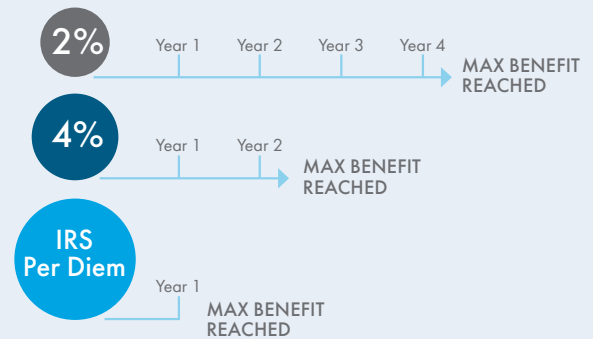 2%
Year 1
Year 2
Year 3
Year 4
MAX BENEFIT
REACHED
4%
Year 1
Year 2
MAX BENEFIT
REACHED
IRS
Per Diem
Year 1
MAX BENEFIT
REACHED